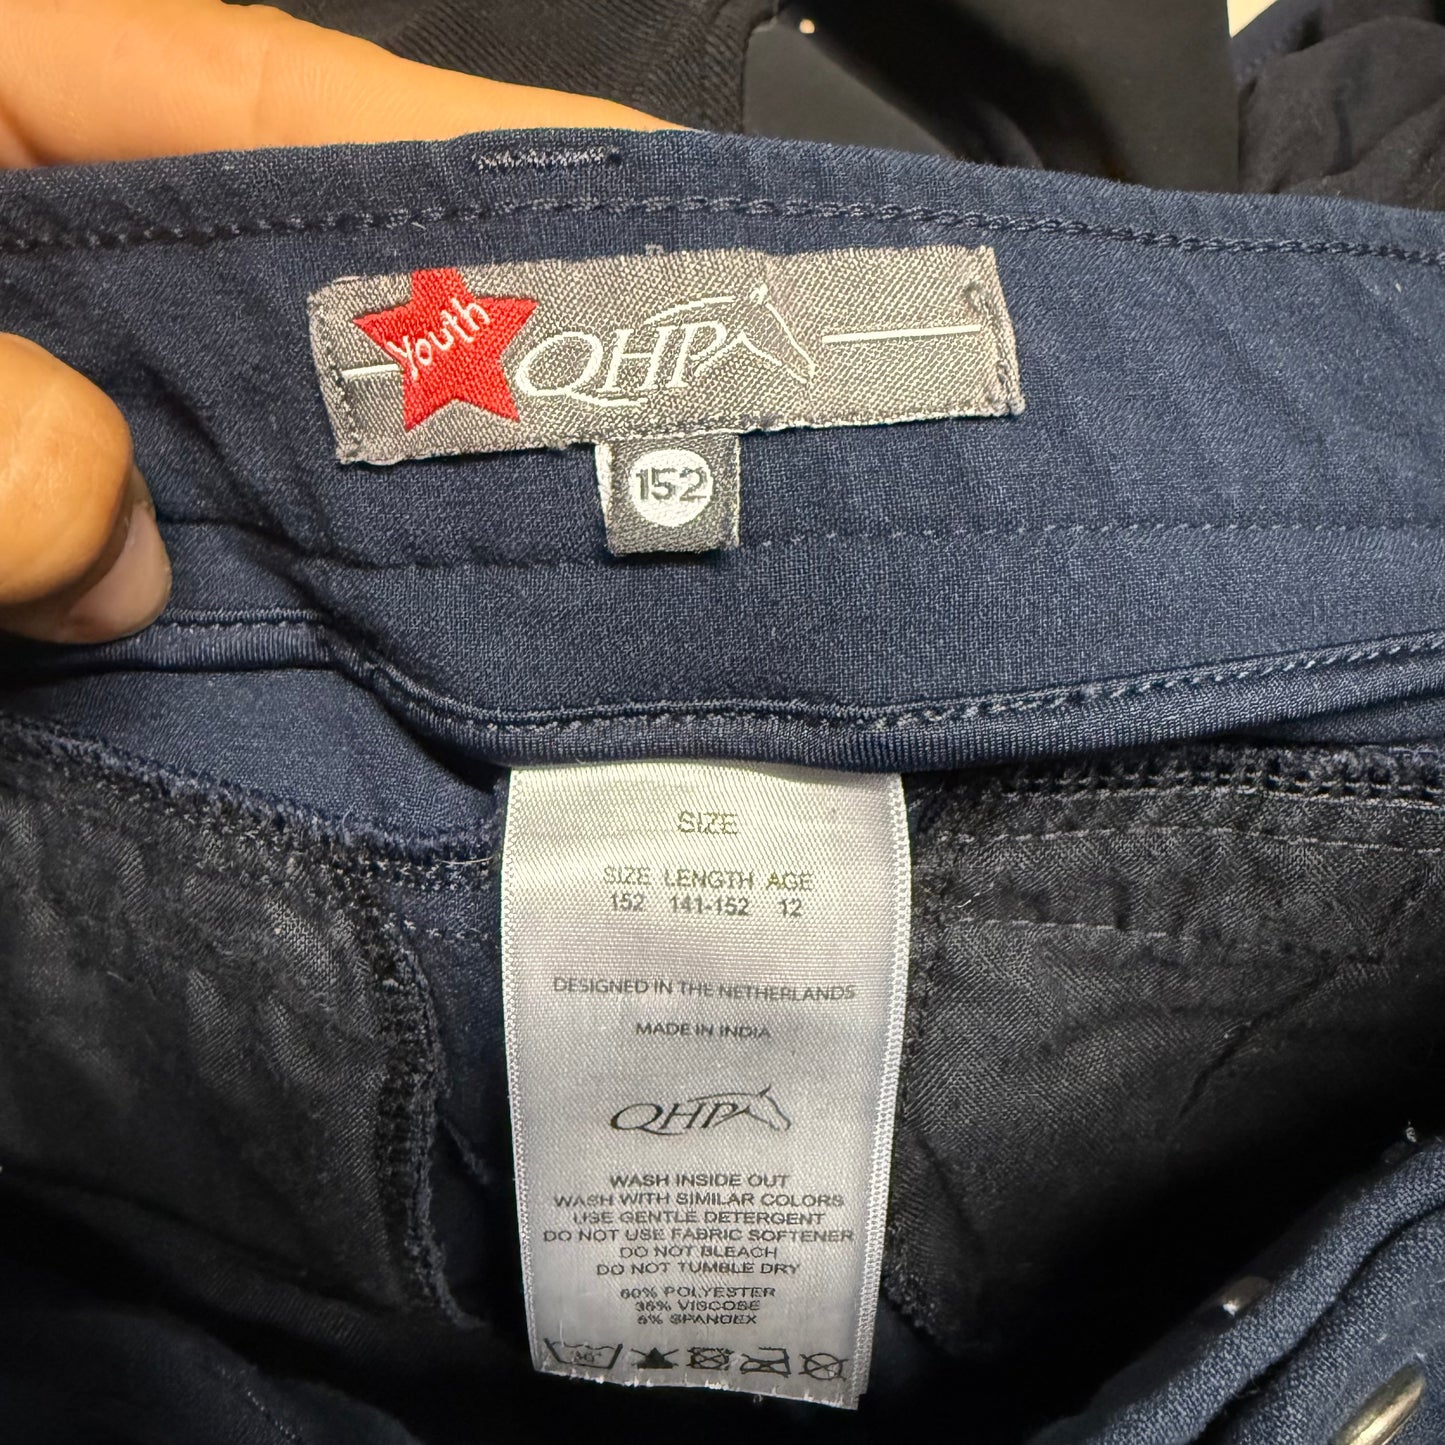 Youth QHP
152
SIZE
SIZE LENGTH AGE
152 141-152 12
DESIGNED IN THE NETHERLANDS
MADE IN INDIA
QHP
WASH INSIDE OUT
WASH WITH SIMILAR COLORS
USE GENTLE DETERGENT
DO NOT USE FABRIC SOFTENER
DO NOT BLEACH
DO NOT TUMBLE DRY
60% POLYESTER
35% VISCOSE
5% SPANDEX